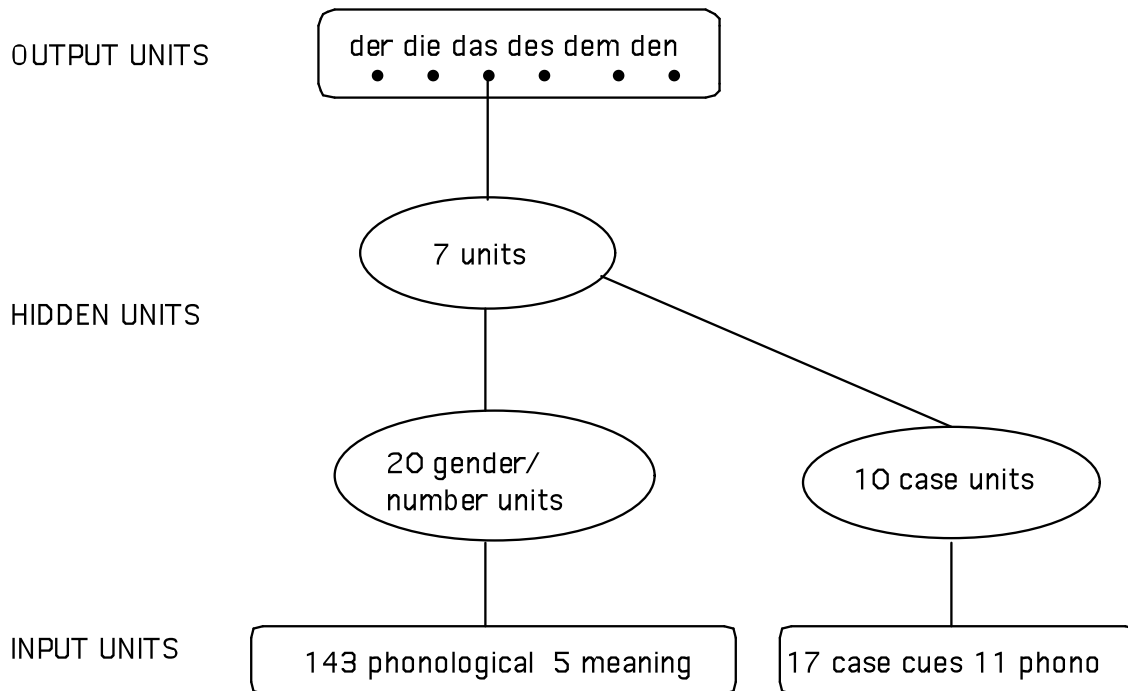 OUTPUT UNITS
der die das des dem den
7 units
HIDDEN UNITS
20 gender/
number units
10 case units
INPUT UNITS
143 phonological 5 meaning
17 case cues 11 phono